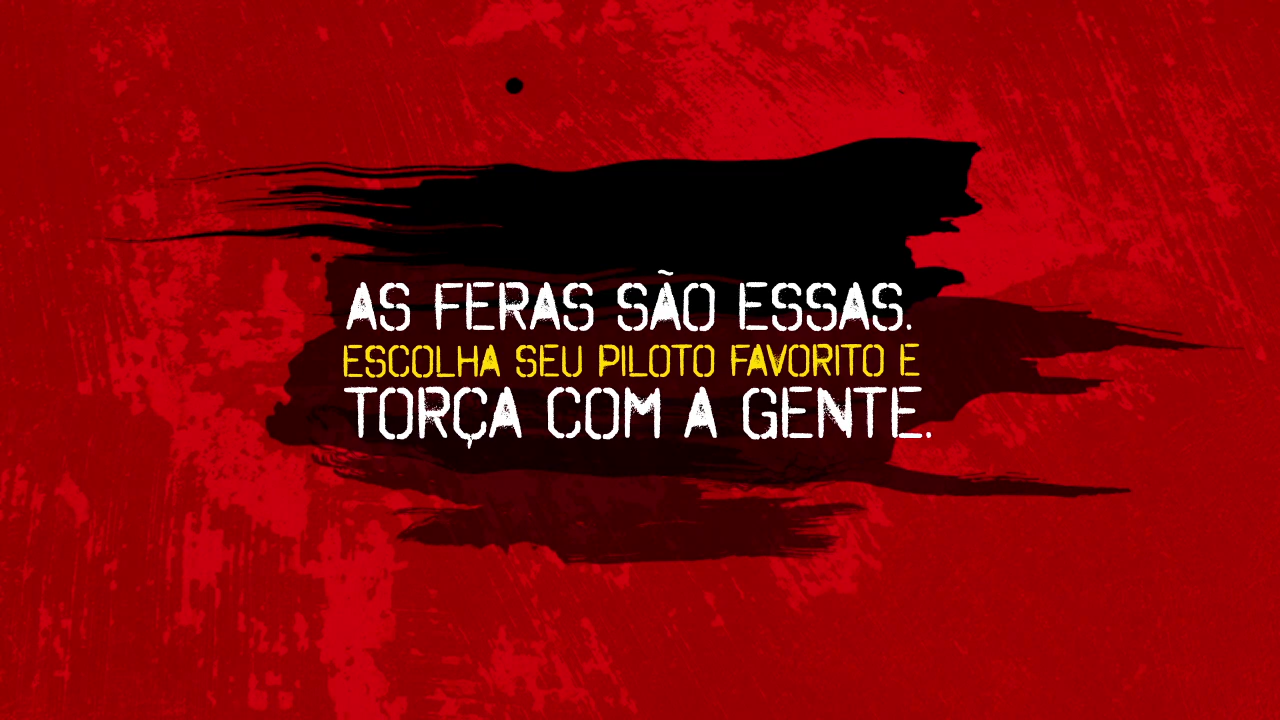 AS FERAS SÃO ESSAS.
ESCOLHA SEU PILOTO FAVORITO E
TORÇA COM A GENTE.